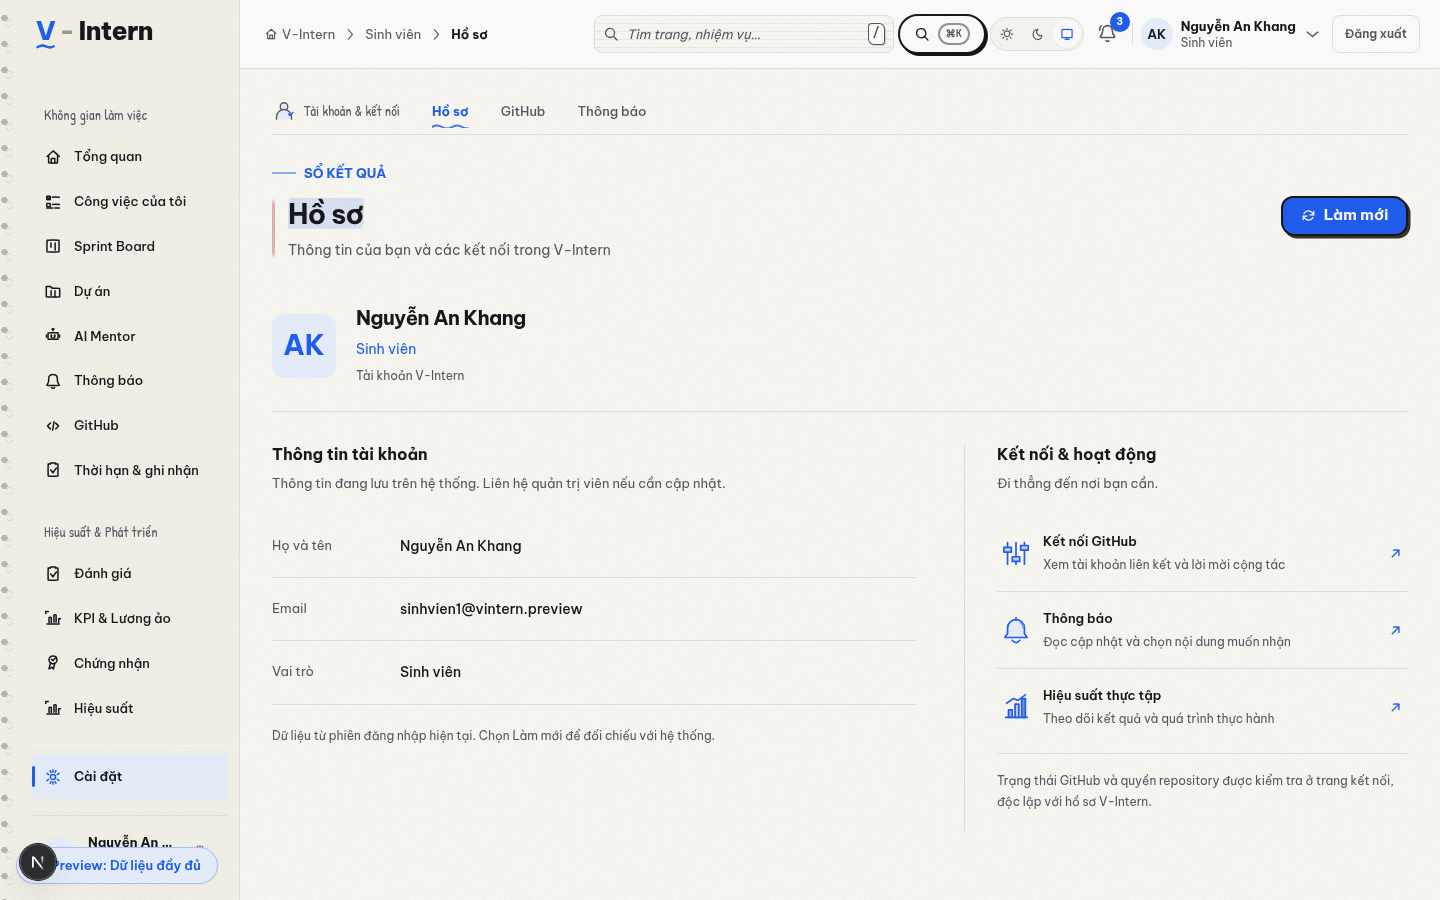 V - Intern
Không gian làm việc
Tổng quan
Công việc của tôi
Sprint Board
Dự án
AI Mentor
Thông báo
GitHub
Thời hạn & ghi nhận
Hiệu suất & Phát triển
Đánh giá
KPI & Lương ảo
Chứng nhận
Hiệu suất
Cài đặt
Nguyễn An ...
N
Preview: Dữ liệu đầy đủ
V-Intern
Sinh viên
Hồ sơ
Tìm trang, nhiệm vụ...
/
⌘K
3
AK
Nguyễn An Khang
Sinh viên
Đăng xuất
Tài khoản & kết nối
Hồ sơ
GitHub
Thông báo
SỔ KẾT QUẢ
Hồ sơ
Thông tin của bạn và các kết nối trong V-Intern
Làm mới
AK
Nguyễn An Khang
Sinh viên
Tài khoản V-Intern
Thông tin tài khoản
Thông tin đang lưu trên hệ thống. Liên hệ quản trị viên nếu cần cập nhật.
Họ và tên
Nguyễn An Khang
Email
sinhvien1@vintern.preview
Vai trò
Sinh viên
Dữ liệu từ phiên đăng nhập hiện tại. Chọn Làm mới để đối chiếu với hệ thống.
Kết nối & hoạt động
Đi thẳng đến nơi bạn cần.
Kết nối GitHub
Xem tài khoản liên kết và lời mời cộng tác
Thông báo
Đọc cập nhật và chọn nội dung muốn nhận
Hiệu suất thực tập
Theo dõi kết quả và quá trình thực hành
Trạng thái GitHub và quyền repository được kiểm tra ở trang kết nối,
độc lập với hồ sơ V-Intern.